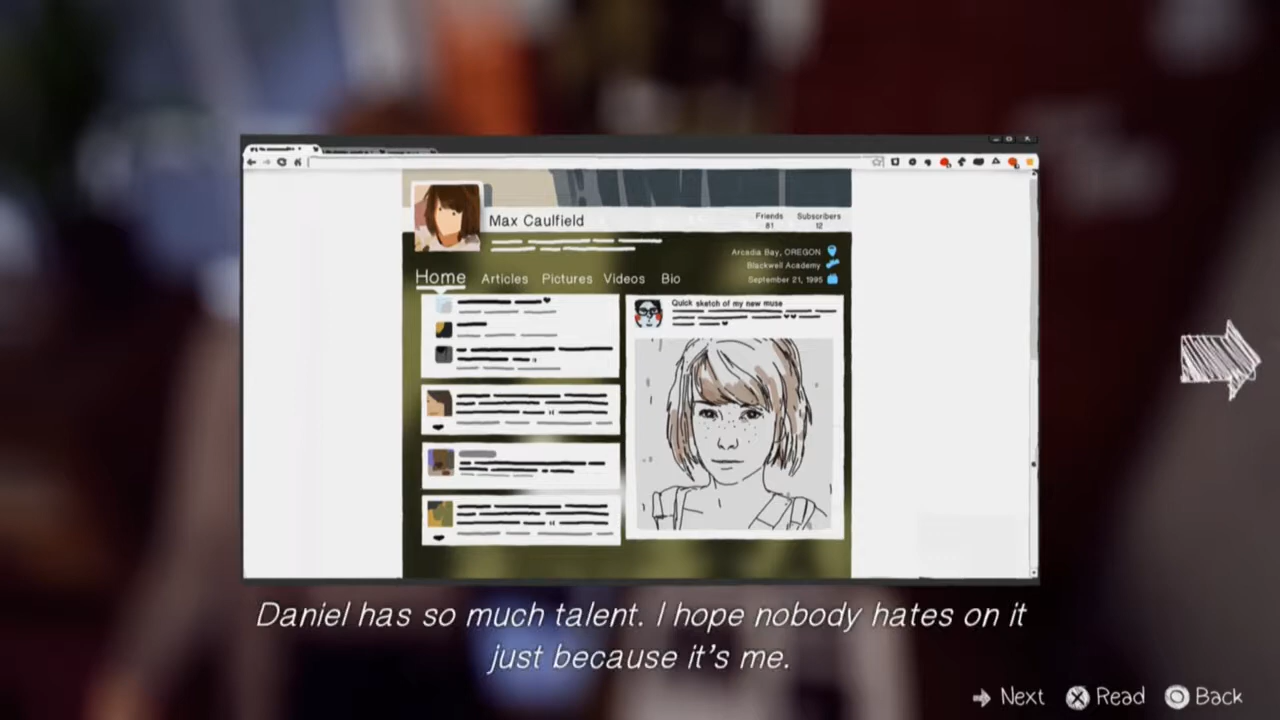 Max Caulfield
Friends
81
Subscribers
12
Arcadia Bay, OREGON
Blackwell Academy
September 21, 1995
Home
Articles
Pictures
Videos
Bio
Quick sketch of my new muse
Daniel has so much talent. I hope nobody hates on it
just because it's me.
Next
Read
Back